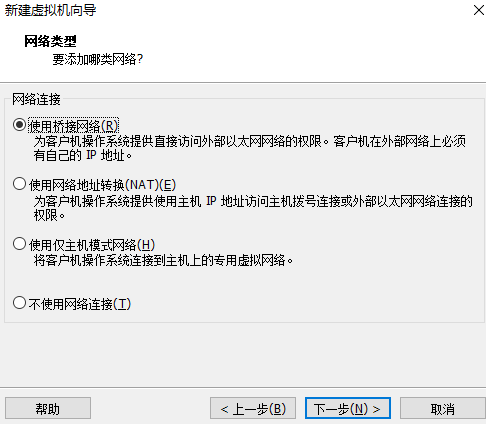 新建虚拟机向导
网络类型
要添加哪类网络?
网络连接
使用桥接网络(R)
为客户机操作系统提供直接访问外部以太网网络的权限。客户机在外部网络上必须
有自己的 IP 地址。
使用网络地址转换(NAT)(E)
为客户机操作系统提供使用主机 IP 地址访问主机拨号连接或外部以太网网络连接的
权限。
使用仅主机模式网络(H)
将客户机操作系统连接到主机上的专用虚拟网络。
不使用网络连接(T)
帮助
< 上一步(B)
下一步(N) >
取消